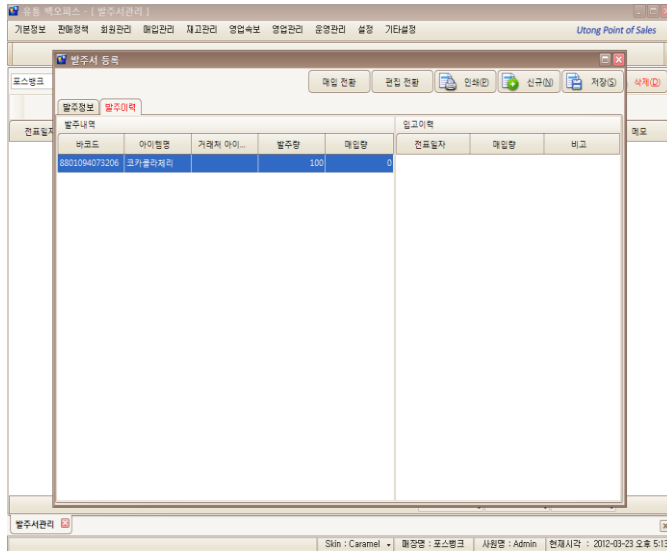 유통 백오피스 - [ 발주서관리 ]
기본정보 판매정책 회원관리 매입관리 재고관리 영업속보 영업관리 운영관리 설정 기타설정 Utong Point of Sales
발주서 등록
포스뱅크 매입 전환 편집 전환 인쇄(P) 신규(N) 저장(S) 삭제(D)
발주정보 발주이력
발주내역 입고이력
전표일자 바코드 아이템명 거래처 아이... 발주량 매입량 전표일자 매입량 비고 메모
8801094073206 코카콜라체리 100 0
발주서관리
Skin : Caramel 매장명 : 포스뱅크 사원명 : Admin 현재시각 : 2012-03-23 오후 5:13